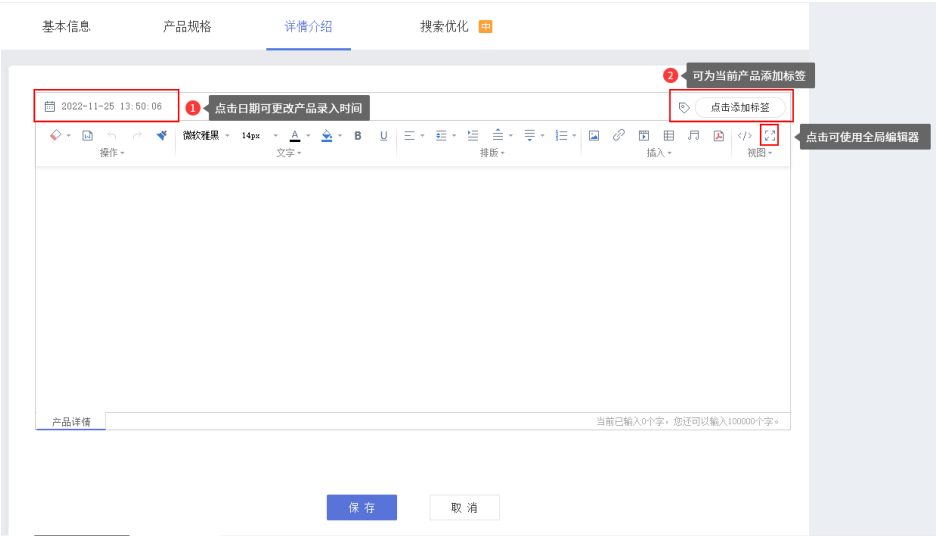 基本信息 产品规格 详情介绍 搜索优化 中
2 可为当前产品添加标签
2022-11-25 13:50:06 1 点击日期可更改产品录入时间 点击添加标签
微软雅黑 14px A B U </> 点击可使用全局编辑器
操作 文字 排版 插入 视图
产品详情 当前已输入0个字，您还可以输入100000个字。
保存 取消